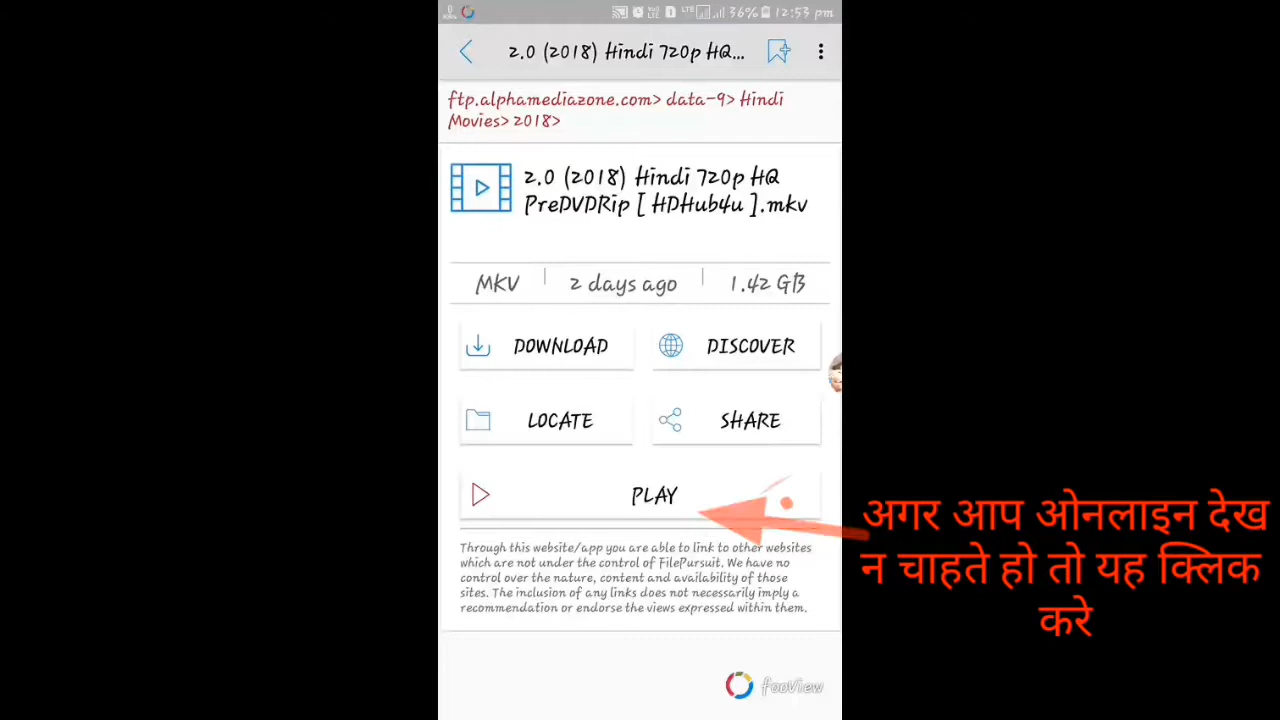 36% 12:53 pm
2.0 (2018) Hindi 720p HQ...
ftp.alphamediazone.com> data-9> Hindi
Movies> 2018>
2.0 (2018) Hindi 720p HQ
PreDVDRip [ HDHub4u ].mkv
MKV 2 days ago 1.42 GB
DOWNLOAD DISCOVER
LOCATE SHARE
PLAY
अगर आप ओनलाइन देख
न चाहते हो तो यह क्लिक
करे
Through this website/app you are able to link to other websites
which are not under the control of FilePursuit. We have no
control over the nature, content and availability of those
sites. The inclusion of any links does not necessarily imply a
recommendation or endorse the views expressed within them.
fooView